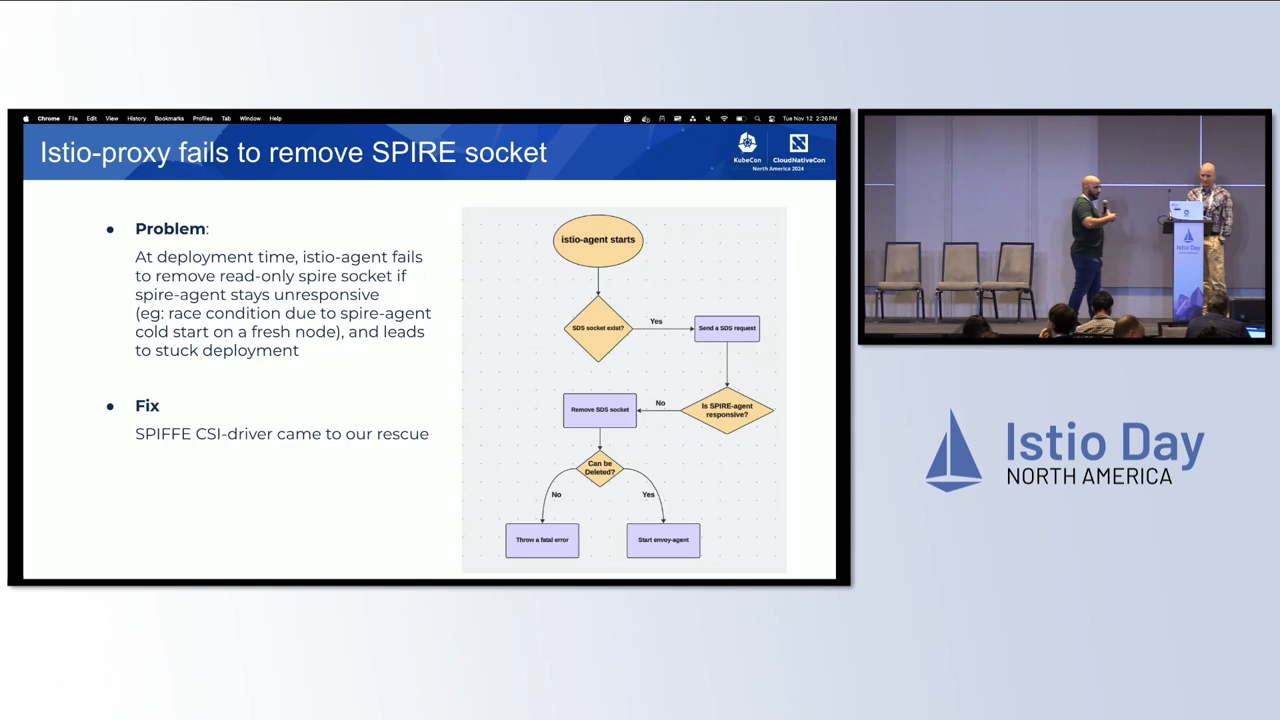 Chrome File Edit View History Bookmarks Profiles Tab Window Help
Tue Nov 12 2:26 PM
Istio-proxy fails to remove SPIRE socket
KubeCon CloudNativeCon
North America 2024
● Problem:
At deployment time, istio-agent fails
to remove read-only spire socket if
spire-agent stays unresponsive
(eg: race condition due to spire-agent
cold start on a fresh node), and leads
to stuck deployment
● Fix
SPIFFE CSI-driver came to our rescue
istio-agent starts
SDS socket exist?
Yes
Send a SDS request
Is SPIRE-agent
responsive?
No
Remove SDS socket
Can be
Deleted?
No
Yes
Throw a fatal error
Start envoy-agent
Istio Day
Istio Day
NORTH AMERICA